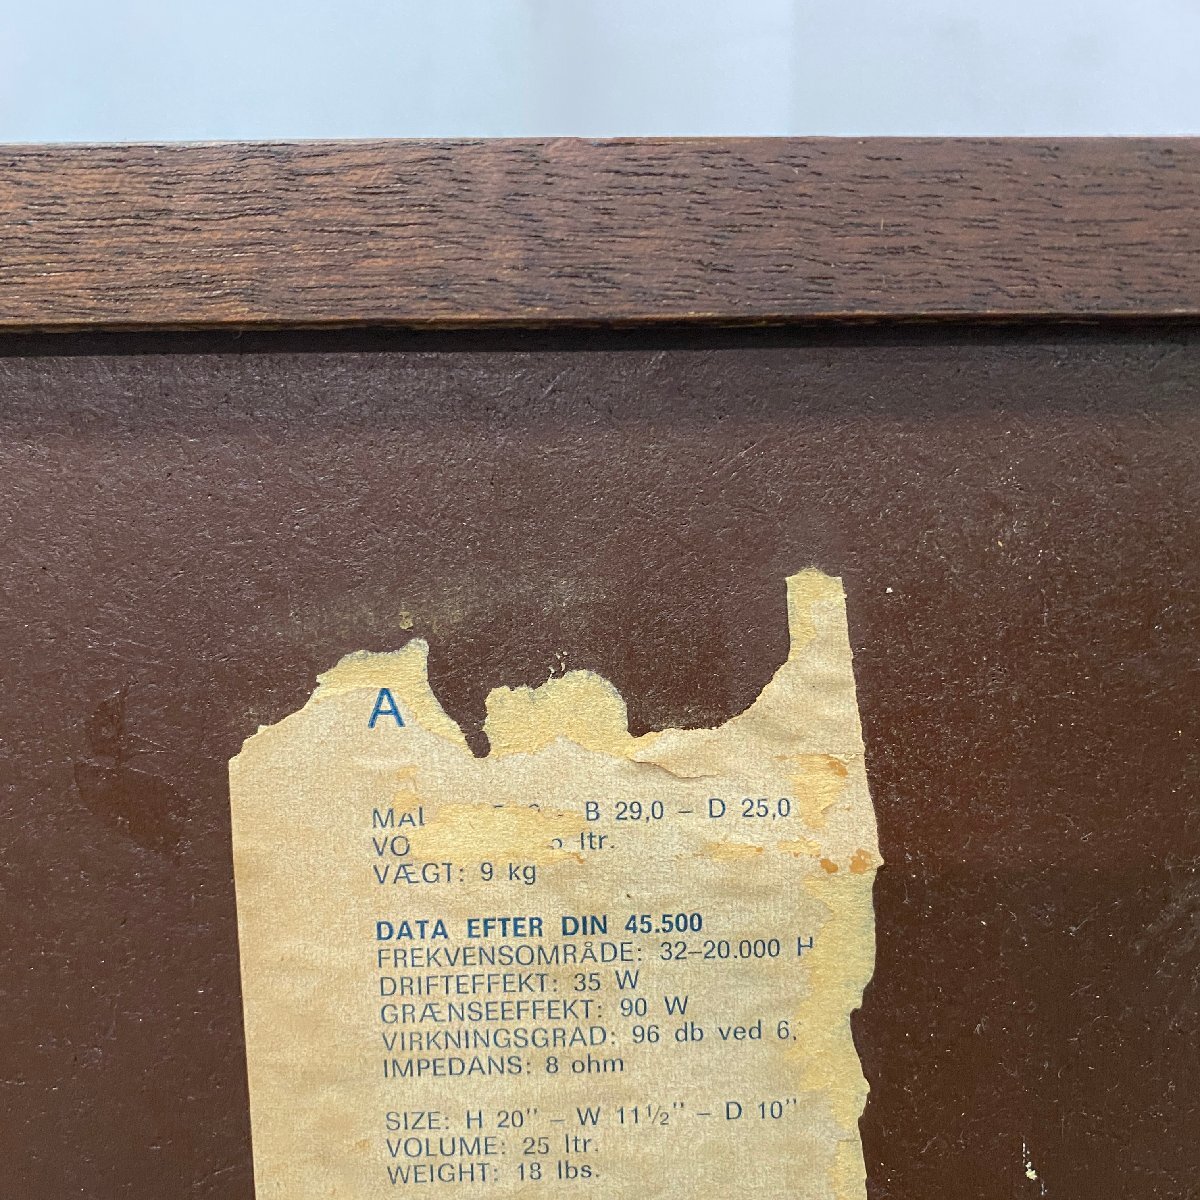 A
B 29,0 – D 25,0
ltr.
VÆGT: 9 kg
DATA EFTER DIN 45.500
FREKVENSOMRÅDE: 32–20.000
DRIFTEFFEKT: 35 W
GRÆNSEEFFEKT: 90 W
VIRKNINGSGRAD: 96 db ved 6,
IMPEDANS: 8 ohm
SIZE: H 20" – W 11½" – D 10"
VOLUME: 25 ltr.
WEIGHT: 18 lbs.